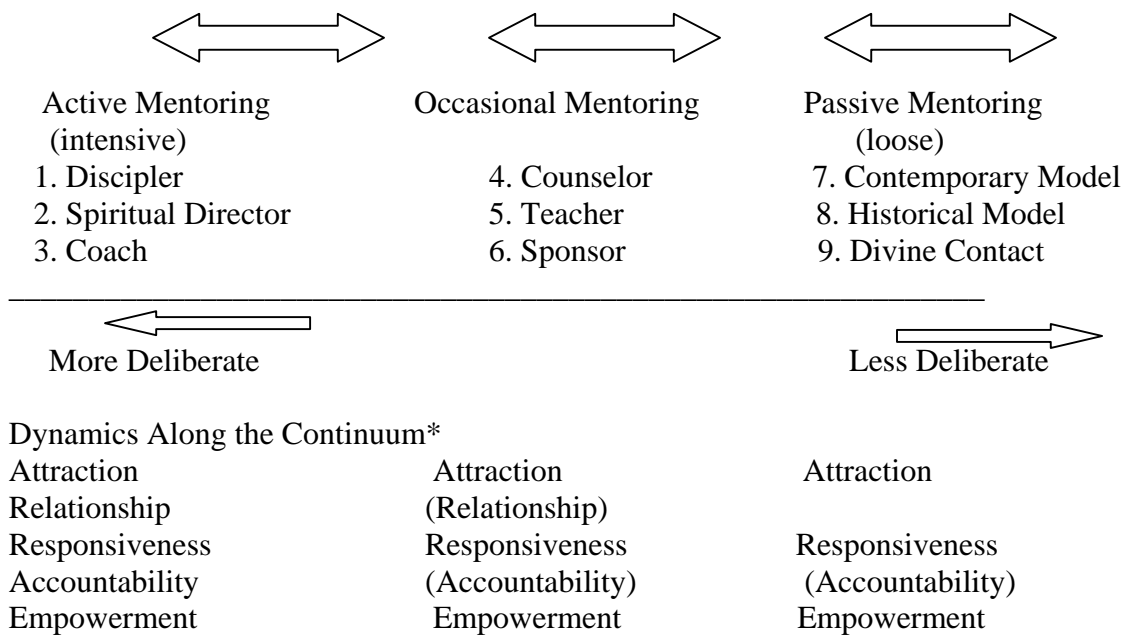 Active Mentoring Occasional Mentoring Passive Mentoring
(intensive) (loose)
1. Discipler 4. Counselor 7. Contemporary Model
2. Spiritual Director 5. Teacher 8. Historical Model
3. Coach 6. Sponsor 9. Divine Contact
More Deliberate Less Deliberate
Dynamics Along the Continuum*
Attraction Attraction Attraction
Relationship (Relationship)
Responsiveness Responsiveness Responsiveness
Accountability (Accountability) (Accountability)
Empowerment Empowerment Empowerment